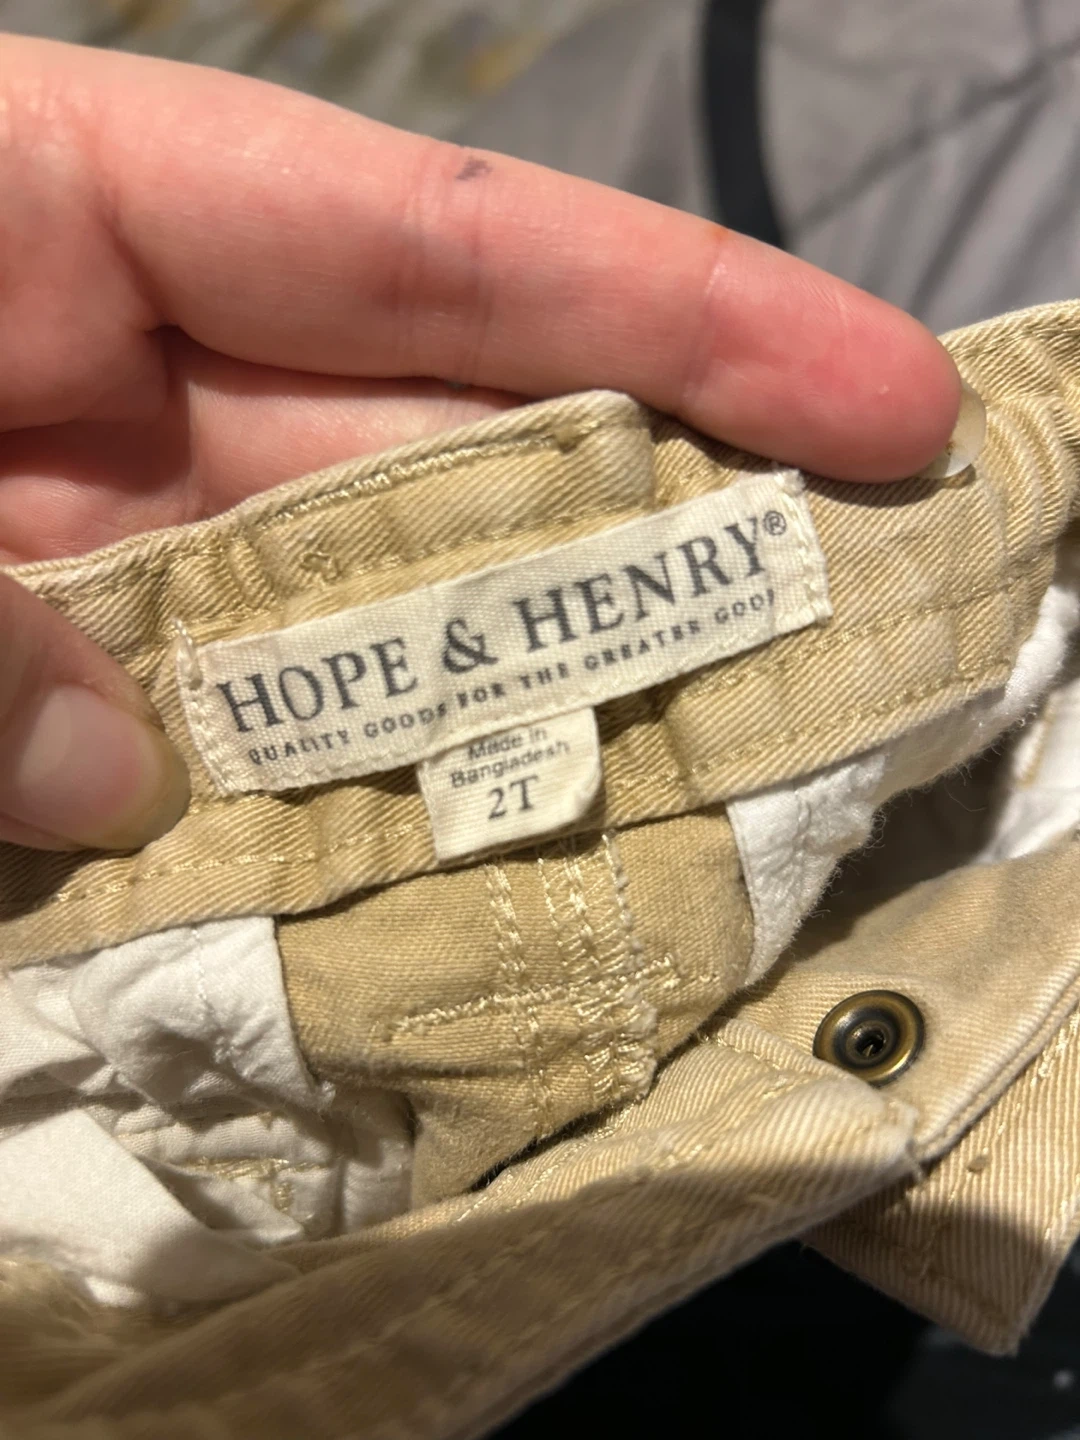 HOPE & HENRY®
QUALITY GOODS FOR THE GREATER GOOD
Made in
Bangladesh
2T